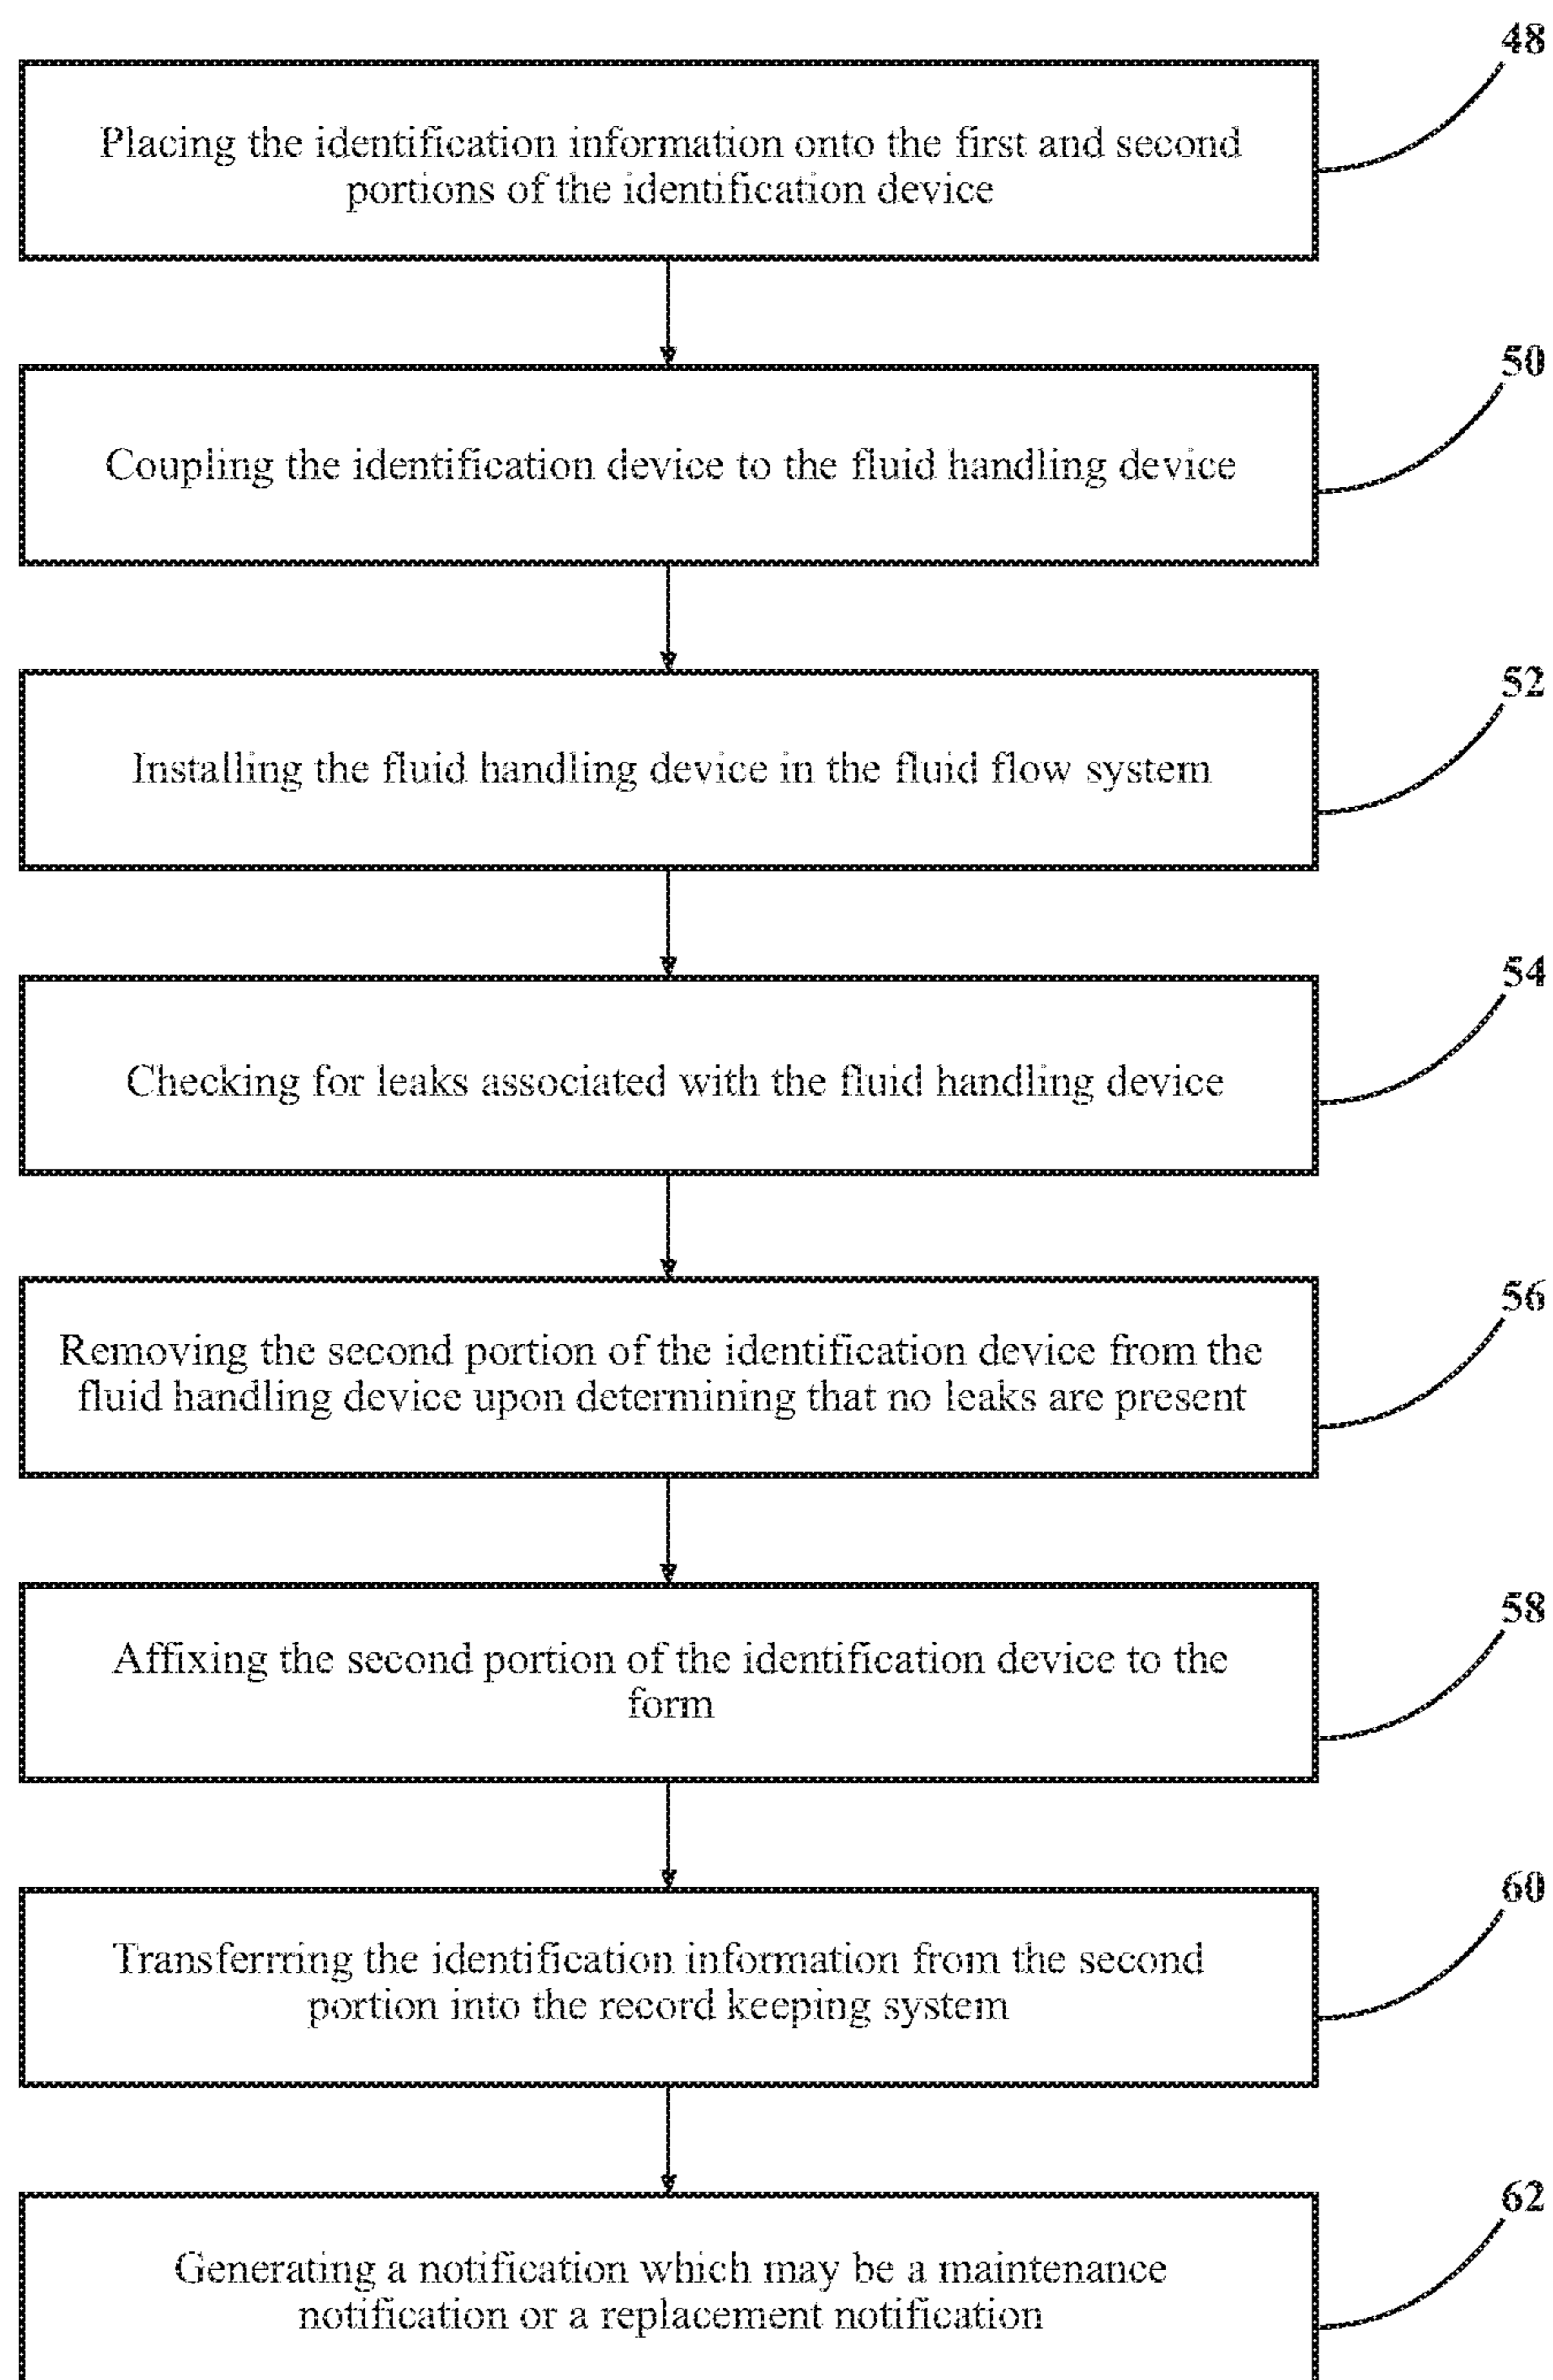 48
Placing the identification information onto the first and second
portions of the identification device
50
Coupling the identification device to the fluid handling device
52
Installing the fluid handling device in the fluid flow system
54
Checking for leaks associated with the fluid handling device
56
Removing the second portion of the identification device from the
fluid handling device upon determining that no leaks are present
58
Affixing the second portion of the identification device to the
form
60
Transferrring the identification information from the second
portion into the record keeping system
62
Generating a notification which may be a maintenance
notification or a replacement notification